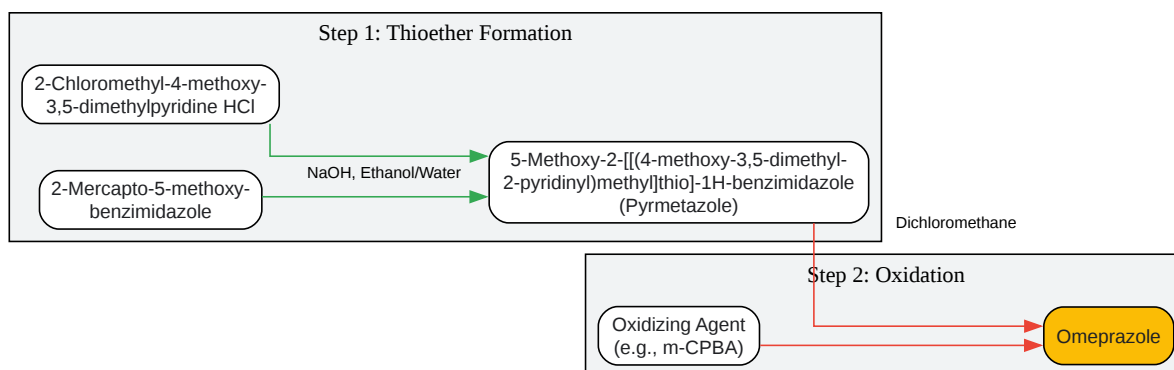 Step 1: Thioether Formation
2-Chloromethyl-4-methoxy-
3,5-dimethylpyridine HCl
NaOH, Ethanol/Water
2-Mercapto-5-methoxy-
benzimidazole
5-Methoxy-2-[[(4-methoxy-3,5-dimethyl-
2-pyridinyl)methyl]thio]-1H-benzimidazole
(Pyrmetazole)
Dichloromethane
Step 2: Oxidation
Oxidizing Agent
(e.g., m-CPBA)
Omeprazole